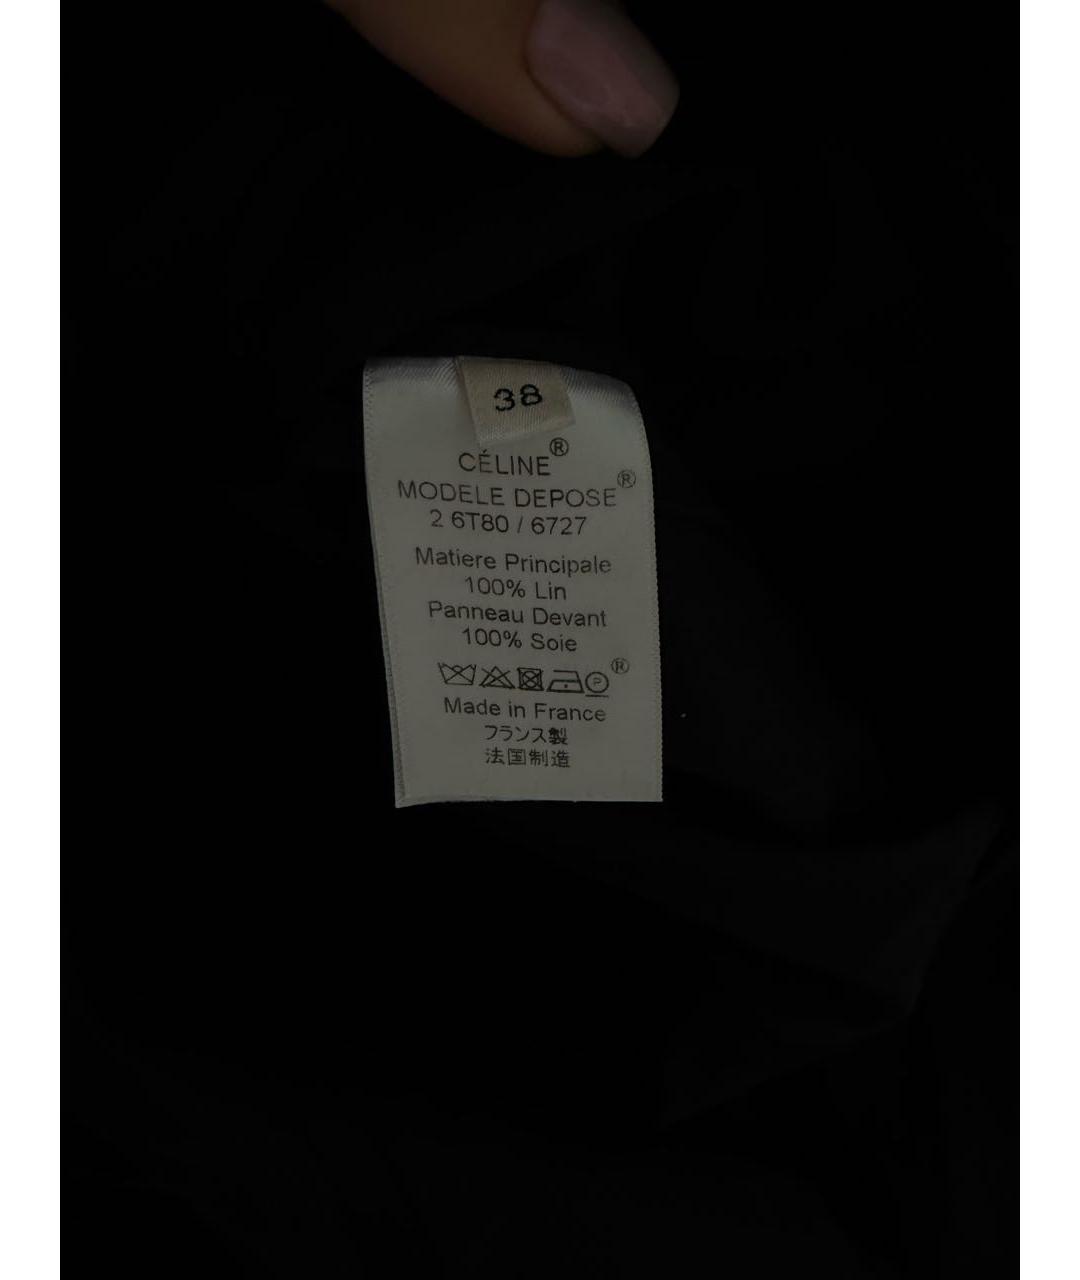 38
CÉLINE®
MODELE DEPOSE®
2 6T80 / 6727
Matiere Principale
100% Lin
Panneau Devant
100% Soie
P ®
Made in France
フランス製
法国制造